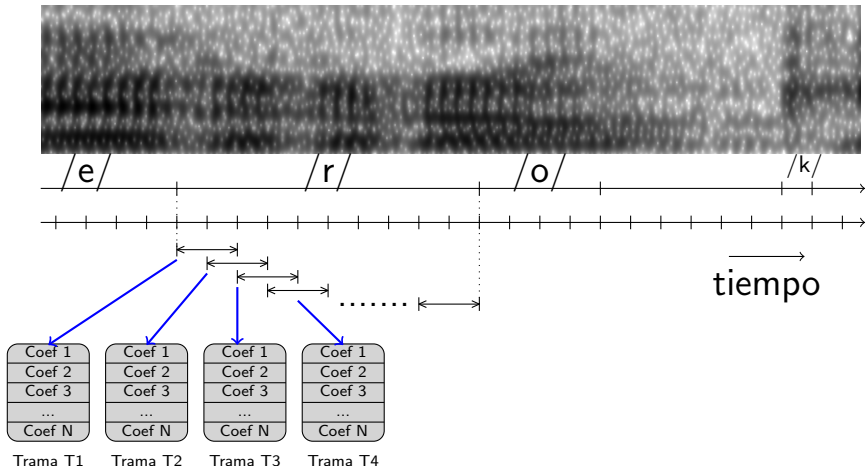 /e/ /r/ /o/ /k/
tiempo
Coef 1 Coef 1 Coef 1 Coef 1
Coef 2 Coef 2 Coef 2 Coef 2
Coef 3 Coef 3 Coef 3 Coef 3
... ... ... ...
Coef N Coef N Coef N Coef N
Trama T1 Trama T2 Trama T3 Trama T4